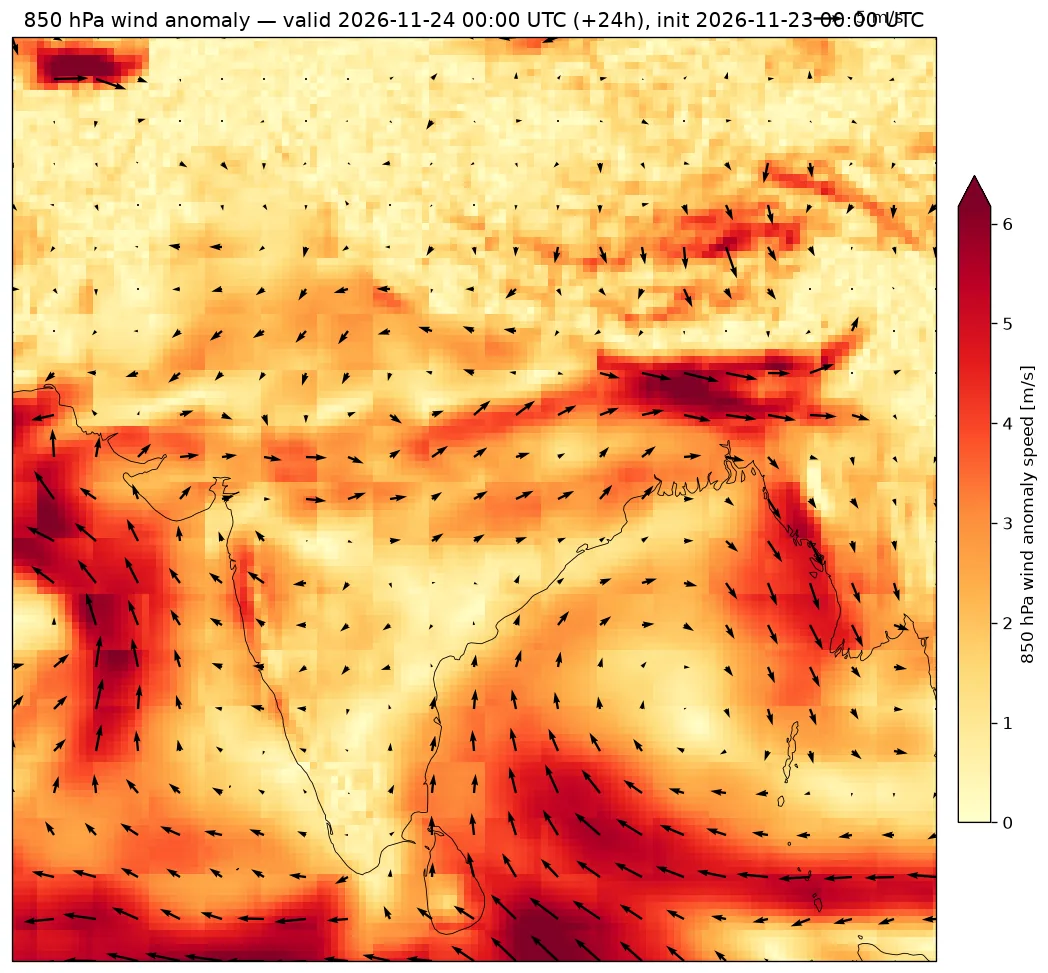 850 hPa wind anomaly — valid 2026-11-24 00:00 UTC (+24h), init 2026-11-23 00:00 UTC
5 m/s
6
5
4
3
2
1
0
850 hPa wind anomaly speed [m/s]